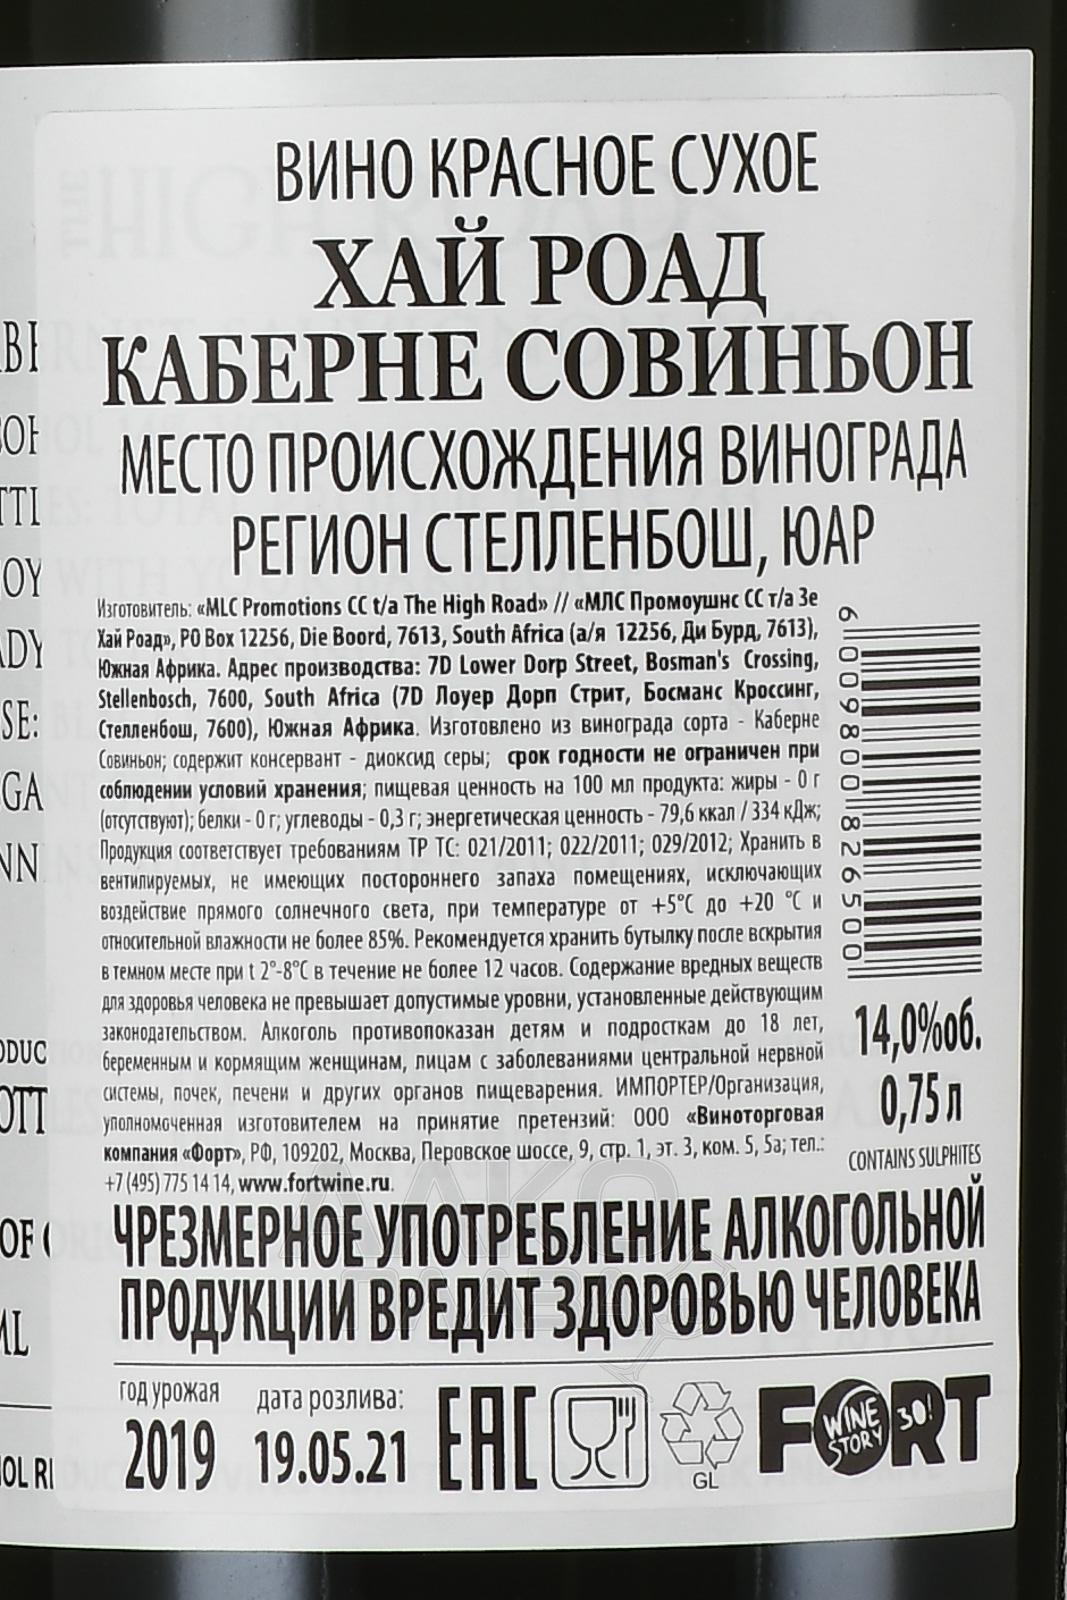 ВИНО КРАСНОЕ СУХОЕ
ХАЙ РОАД
КАБЕРНЕ СОВИНЬОН
МЕСТО ПРОИСХОЖДЕНИЯ ВИНОГРАДА
РЕГИОН СТЕЛЛЕНБОШ, ЮАР
Изготовитель: «MLC Promotions CC t/a The High Road» // «МЛС Промоушнс СС т/а Зе
Хай Роад», PO Box 12256, Die Boord, 7613, South Africa (а/я 12256, Ди Бурд, 7613),
Южная Африка. Адрес производства: 7D Lower Dorp Street, Bosman's Crossing,
Stellenbosch, 7600, South Africa (7D Лоуер Дорп Стрит, Босманс Кроссинг,
Стелленбош, 7600), Южная Африка. Изготовлено из винограда сорта - Каберне
Совиньон; содержит консервант - диоксид серы; срок годности не ограничен при
соблюдении условий хранения; пищевая ценность на 100 мл продукта: жиры - 0 г
(отсутствуют); белки - 0 г; углеводы - 0,3 г; энергетическая ценность - 79,6 ккал / 334 кДж;
Продукция соответствует требованиям ТР ТС: 021/2011; 022/2011; 029/2012; Хранить в
вентилируемых, не имеющих постороннего запаха помещениях, исключающих
воздействие прямого солнечного света, при температуре от +5°С до +20 °С и
относительной влажности не более 85%. Рекомендуется хранить бутылку после вскрытия
в темном месте при t 2°-8°С в течение не более 12 часов. Содержание вредных веществ
для здоровья человека не превышает допустимые уровни, установленные действующим
законодательством. Алкоголь противопоказан детям и подросткам до 18 лет,
беременным и кормящим женщинам, лицам с заболеваниями центральной нервной
системы, почек, печени и других органов пищеварения. ИМПОРТЕР/Организация,
уполномоченная изготовителем на принятие претензий: ООО «Виноторговая
компания «Форт», РФ, 109202, Москва, Перовское шоссе, 9, стр. 1, эт. 3, ком. 5, 5а; тел.:
+7 (495) 775 14 14, www.fortwine.ru.
6 009800 826500
14,0%об.
0,75 л
CONTAINS SULPHITES
ЧРЕЗМЕРНОЕ УПОТРЕБЛЕНИЕ АЛКОГОЛЬНОЙ
ПРОДУКЦИИ ВРЕДИТ ЗДОРОВЬЮ ЧЕЛОВЕКА
год урожая
2019
дата розлива:
19.05.21
EAC
GL
FORT
WINE STORY 30!